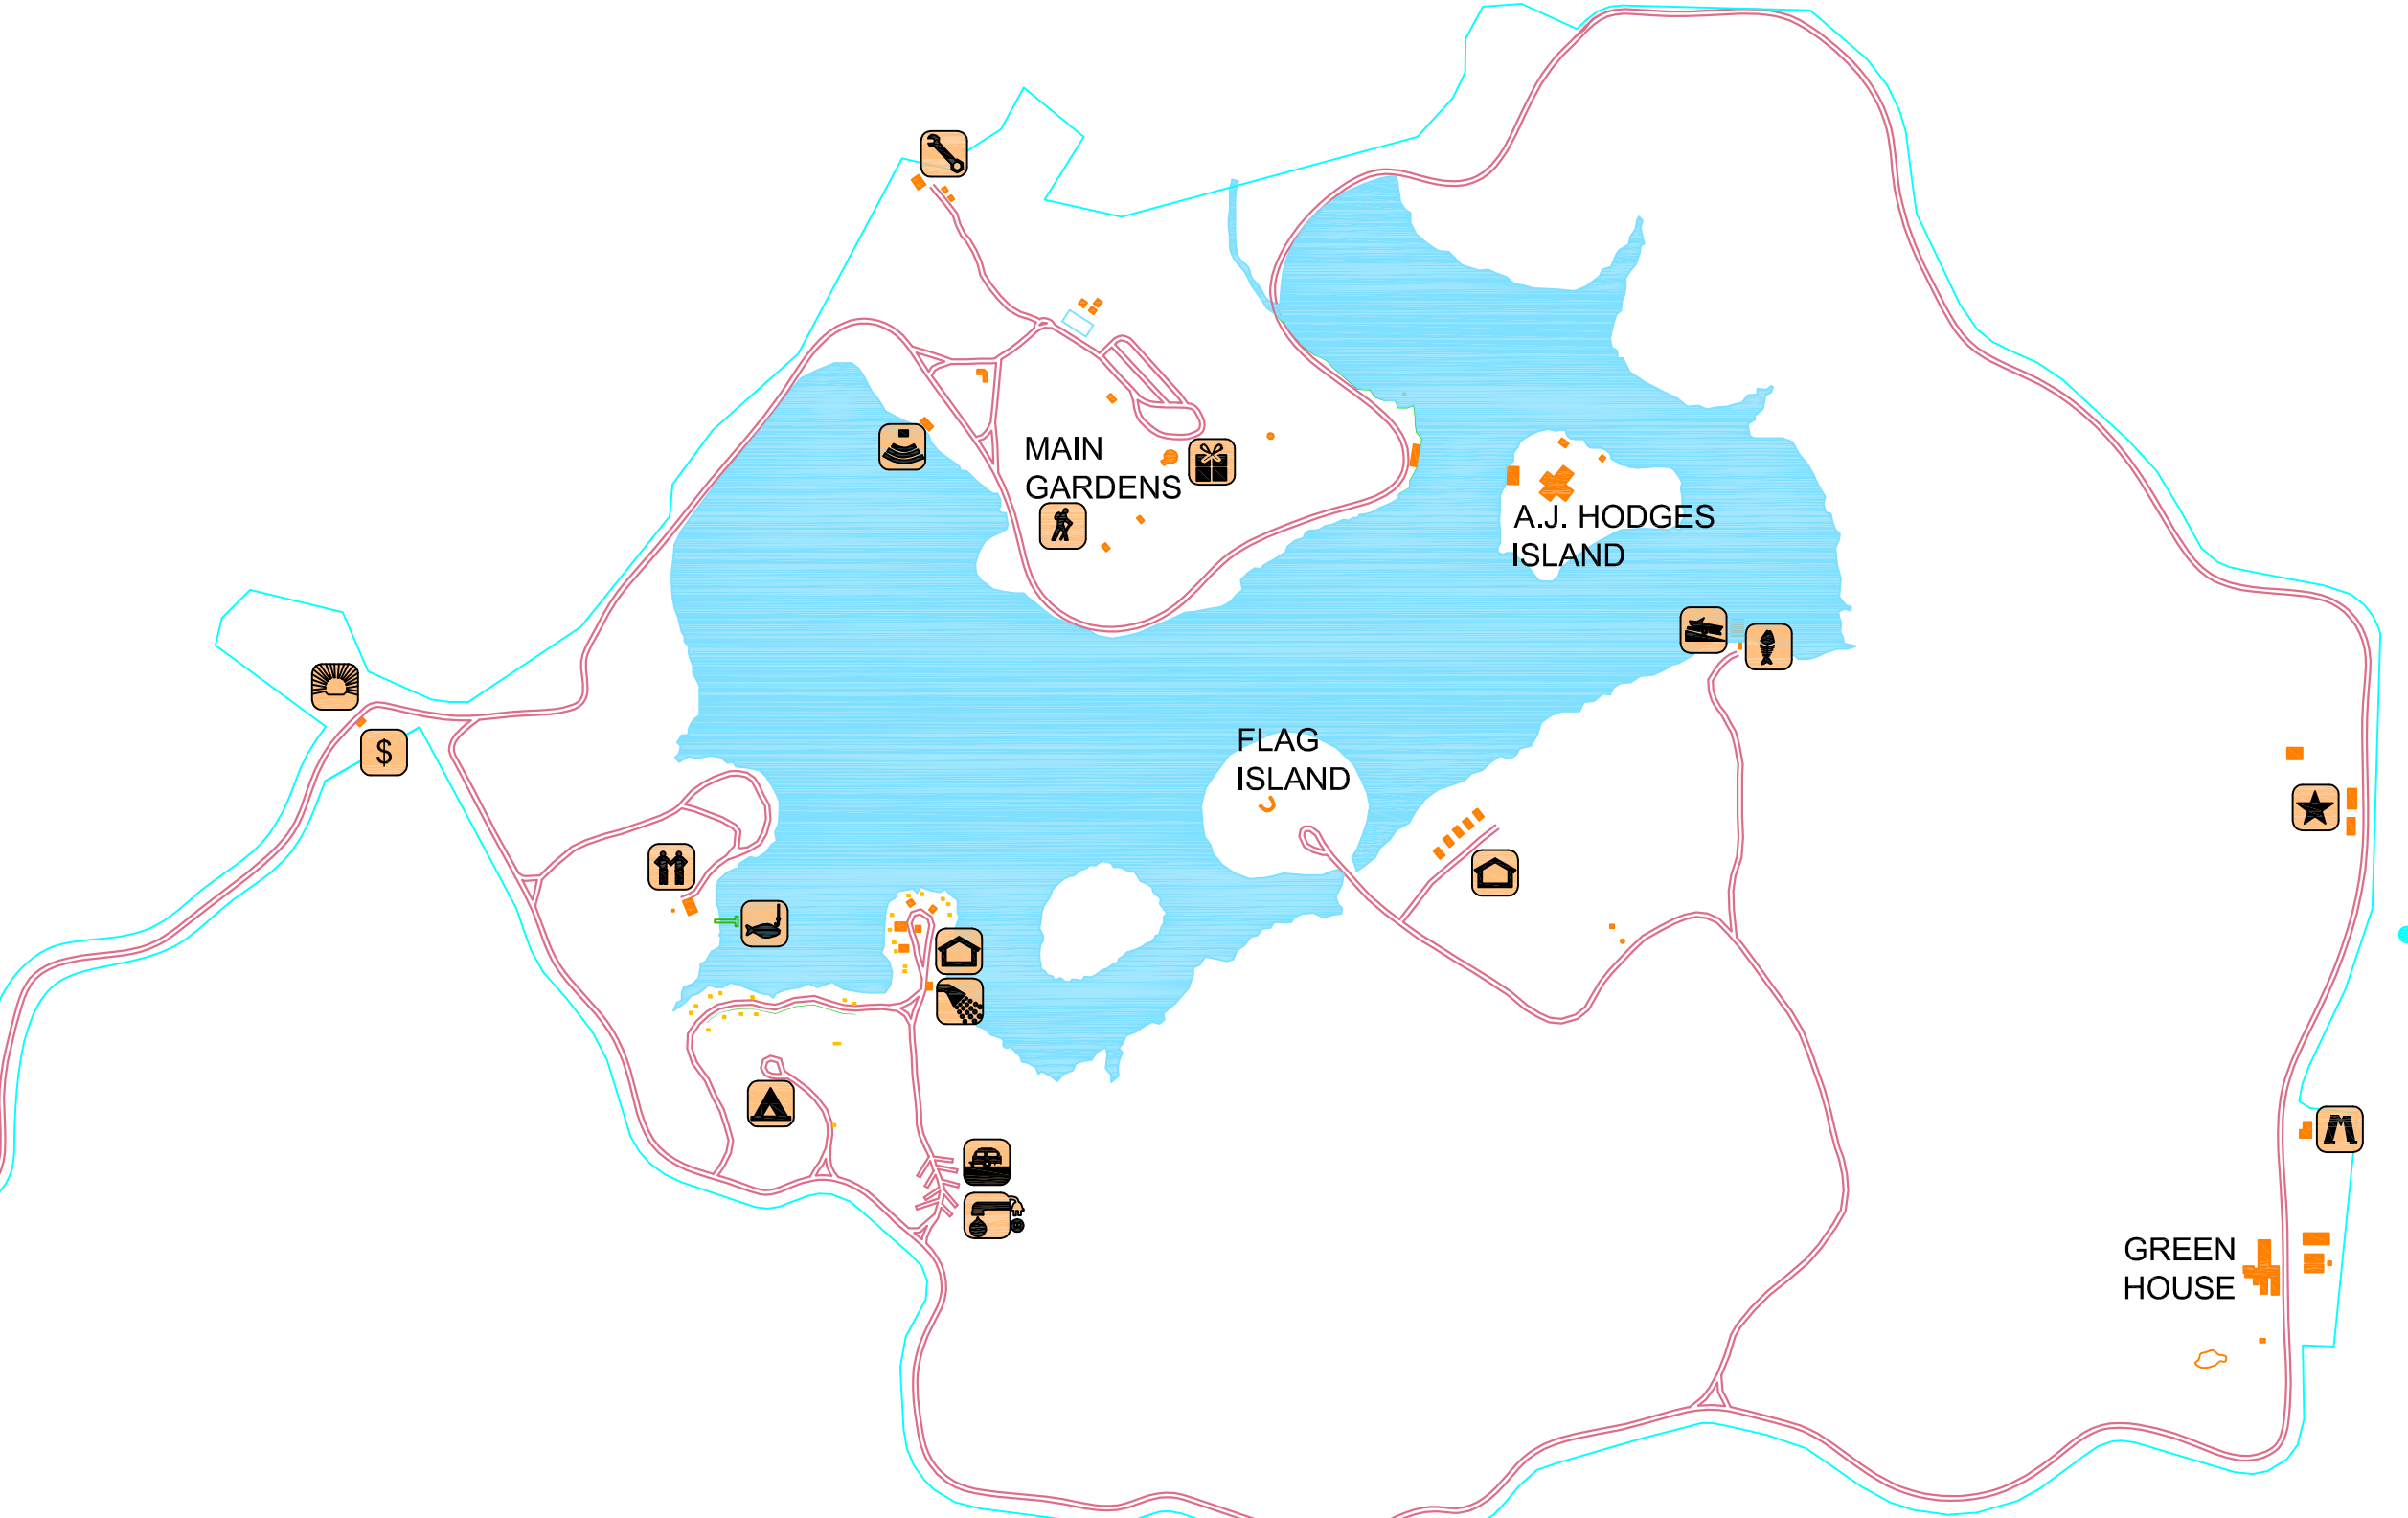 MAIN
GARDENS
A.J. HODGES
ISLAND
FLAG
ISLAND
$
GREEN
HOUSE